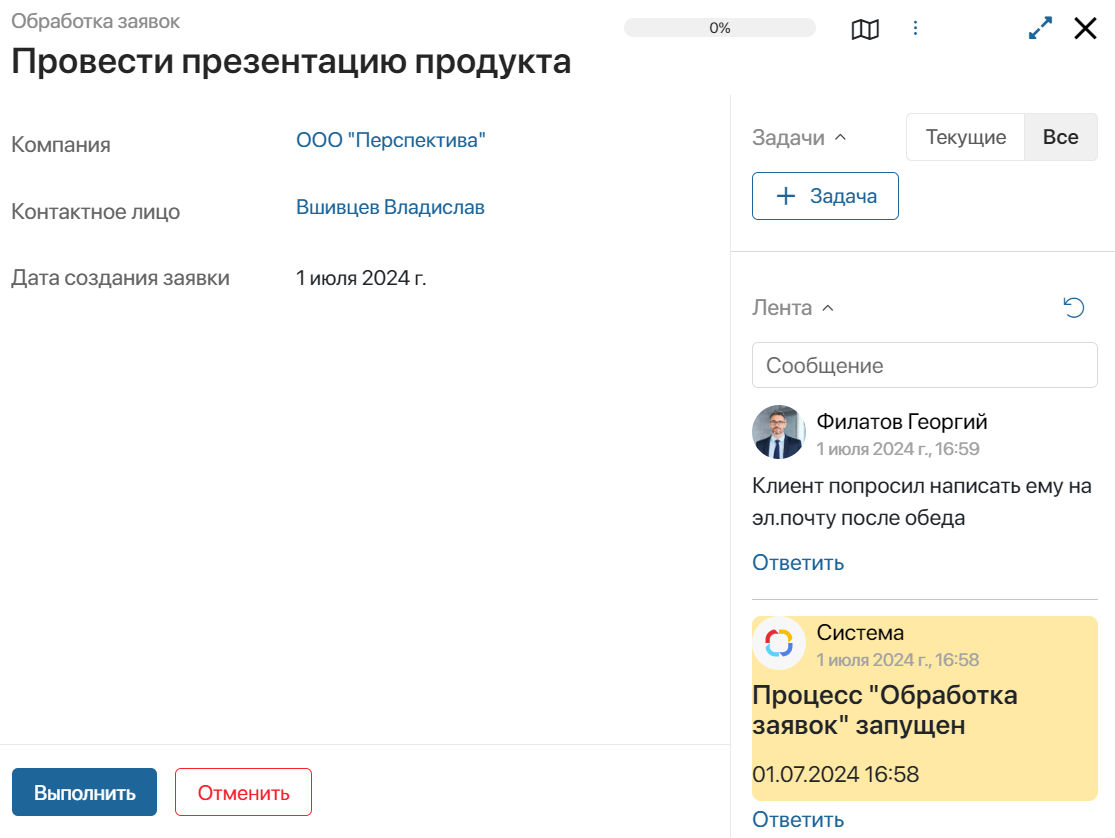 Обработка заявок
0%
Провести презентацию продукта
Компания
ООО "Перспектива"
Контактное лицо
Вшивцев Владислав
Дата создания заявки
1 июля 2024 г.
Выполнить
Отменить
Задачи
Текущие
Все
+ Задача
Лента
Сообщение
Филатов Георгий
1 июля 2024 г., 16:59
Клиент попросил написать ему на
эл.почту после обеда
Ответить
Система
1 июля 2024 г., 16:58
Процесс "Обработка
заявок" запущен
01.07.2024 16:58
Ответить